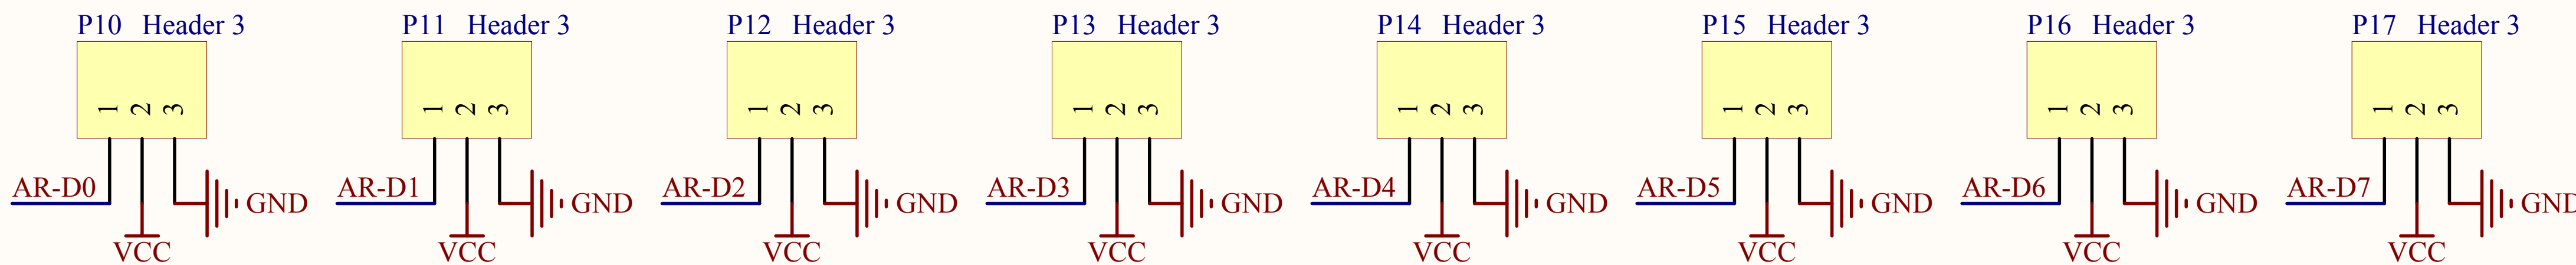 P10 Header 3 P11 Header 3 P12 Header 3 P13 Header 3 P14 Header 3 P15 Header 3 P16 Header 3 P17 Header 3
1 2 3 1 2 3 1 2 3 1 2 3 1 2 3 1 2 3 1 2 3 1 2 3
AR-D0 GND AR-D1 GND AR-D2 GND AR-D3 GND AR-D4 GND AR-D5 GND AR-D6 GND AR-D7 GND
VCC VCC VCC VCC VCC VCC VCC VCC